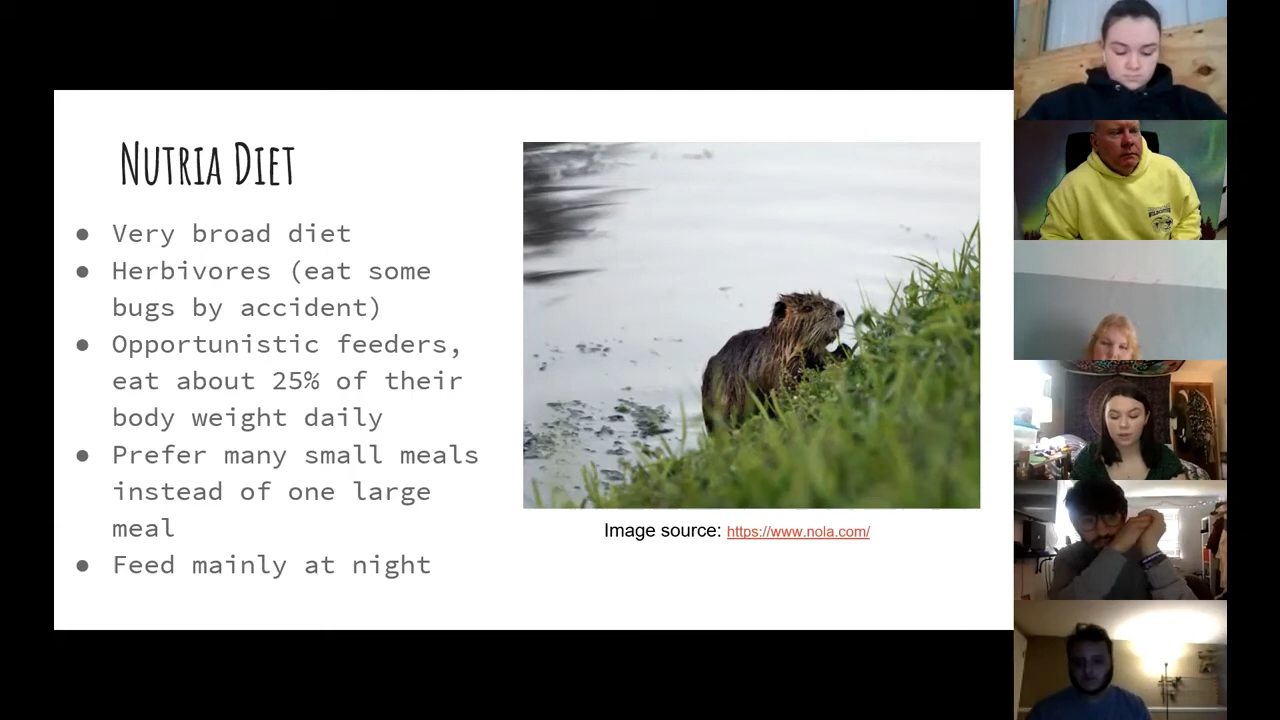 Nutria Diet
● Very broad diet
● Herbivores (eat some
bugs by accident)
● Opportunistic feeders,
eat about 25% of their
body weight daily
● Prefer many small meals
instead of one large
meal
● Feed mainly at night
Image source: https://www.nola.com/